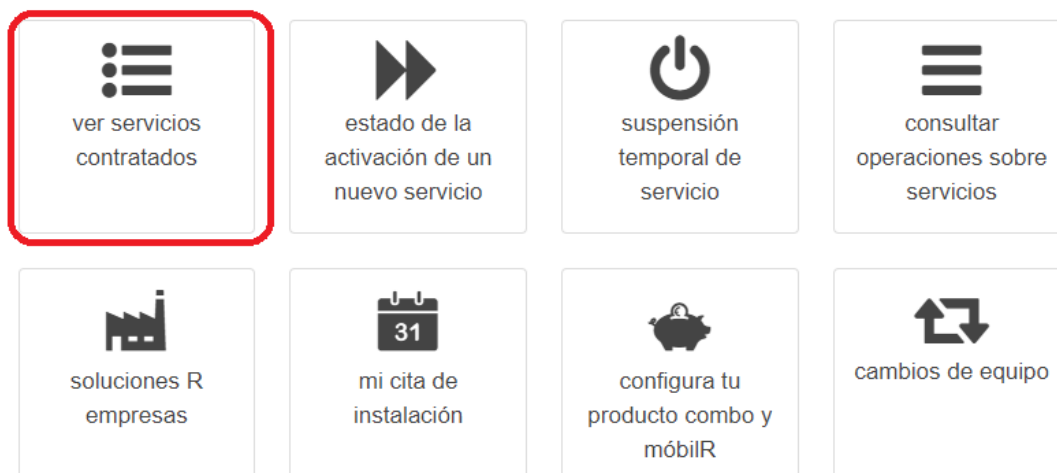 ver servicios
contratados
estado de la
activación de un
nuevo servicio
suspensión
temporal de
servicio
consultar
operaciones sobre
servicios
soluciones R
empresas
31
mi cita de
instalación
configura tu
producto combo y
móbilR
cambios de equipo